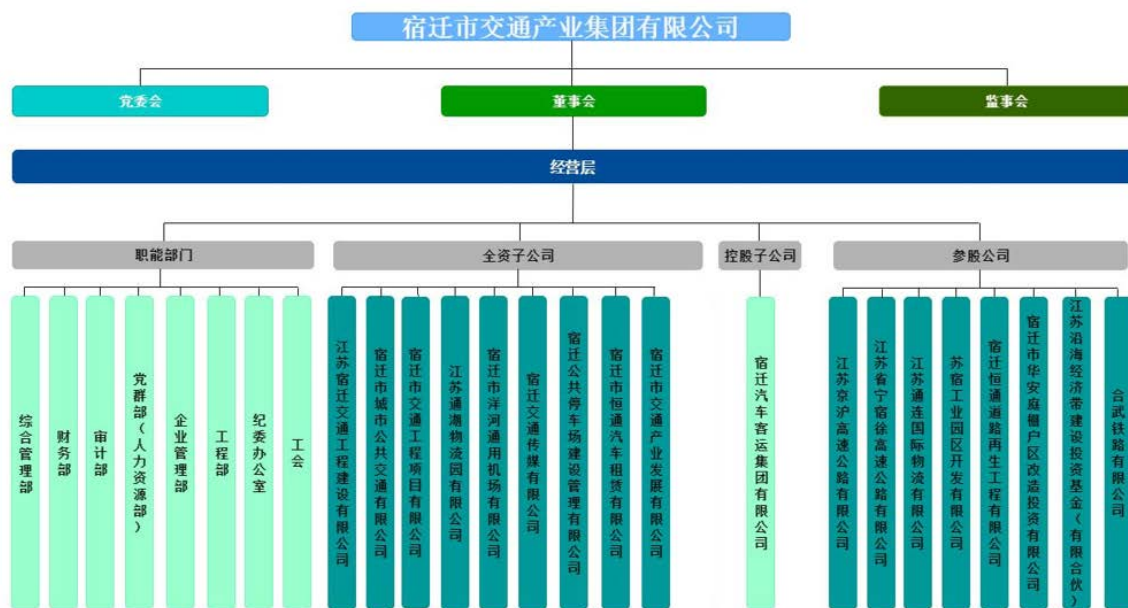 宿迁市交通产业集团有限公司
党委会
董事会
监事会
经营层
职能部门
全资子公司
控股子公司
参股公司
综合管理部
财务部
审计部
党群部（人力资源部）
企业管理部
工程部
纪委办公室
工会
江苏宿迁交通工程建设有限公司
宿迁市城市公共交通有限公司
宿迁市交通工程项目有限公司
江苏通湖物流园有限公司
宿迁市洋河通用机场有限公司
宿迁交通传媒有限公司
宿迁公共停车场建设管理有限公司
宿迁市恒通汽车租赁有限公司
宿迁市交通产业发展有限公司
宿迁汽车客运集团有限公司
江苏京沪高速公路有限公司
江苏省宁宿徐高速公路有限公司
江苏通连国际物流有限公司
苏宿工业园区开发有限公司
宿迁恒通道路再生工程有限公司
宿迁市华安庭棚户区改造投资有限公司
江苏沿海经济带建设投资基金（有限合伙）
合武铁路有限公司